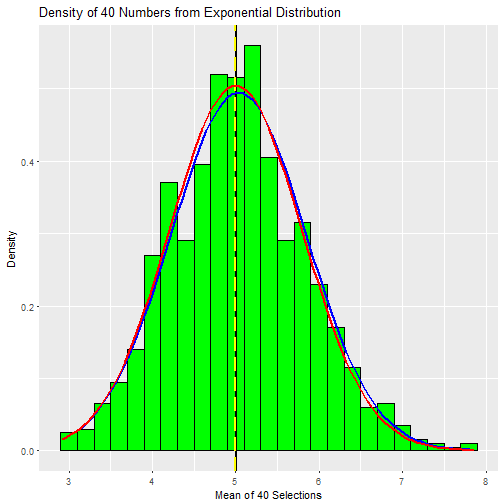 Density of 40 Numbers from Exponential Distribution
Density
0.4
0.2
0.0
3 4 5 6 7 8
Mean of 40 Selections